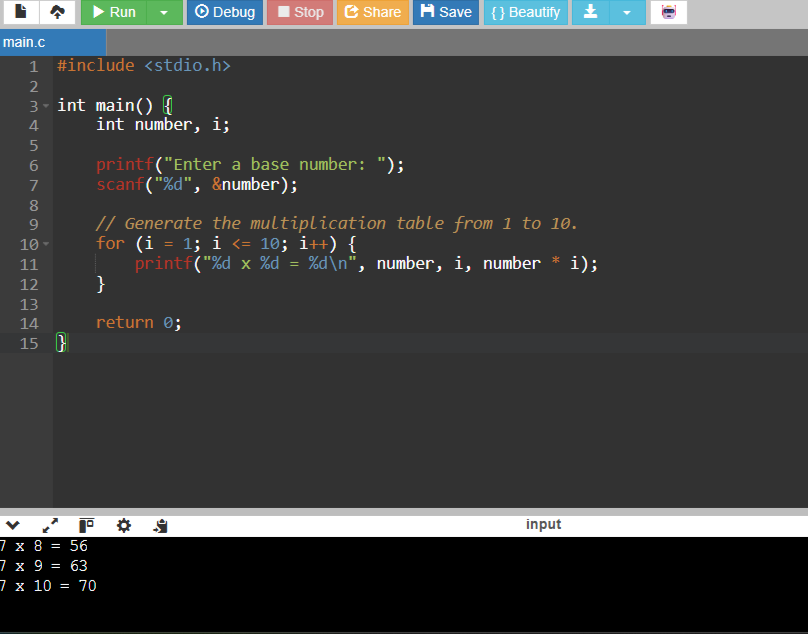 Run Debug Stop Share Save { } Beautify
main.c
1 #include <stdio.h>
2
3 int main() {
4     int number, i;
5
6     printf("Enter a base number: ");
7     scanf("%d", &number);
8
9     // Generate the multiplication table from 1 to 10.
10     for (i = 1; i <= 10; i++) {
11         printf("%d x %d = %d\n", number, i, number * i);
12     }
13
14     return 0;
15 }
input
7 x 8 = 56
7 x 9 = 63
7 x 10 = 70